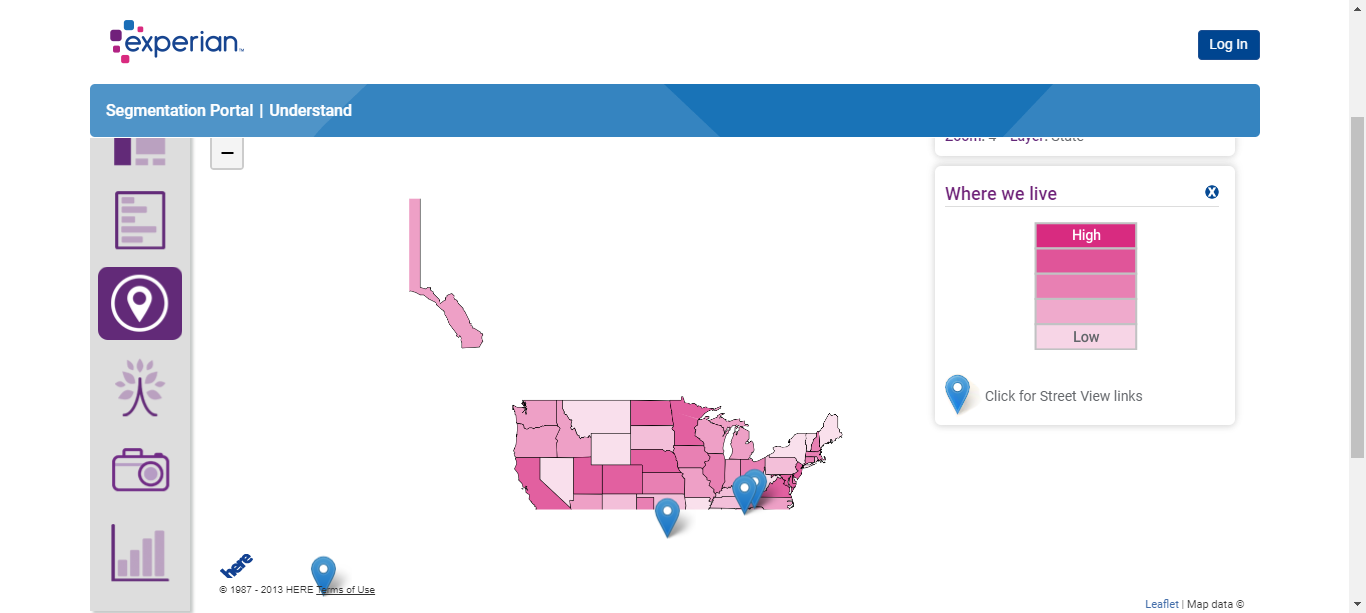 experian™
Log In
Segmentation Portal | Understand
Zoom: 4 Layer: State
−
Where we live
X
High
Low
Click for Street View links
here
© 1987 - 2013 HERE Terms of Use
Leaflet | Map data ©